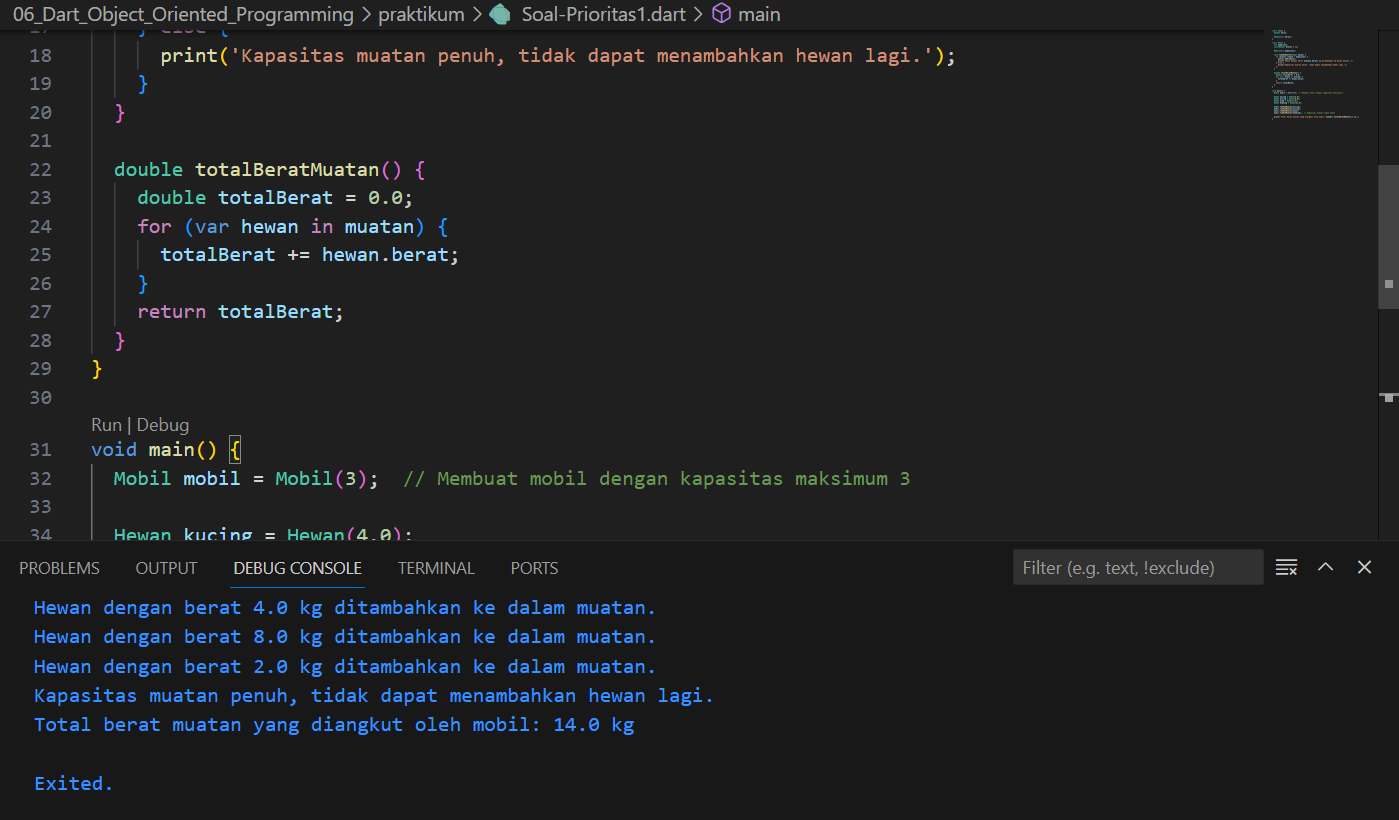 06_Dart_Object_Oriented_Programming > praktikum > Soal-Prioritas1.dart > main
17 } else {
18 print('Kapasitas muatan penuh, tidak dapat menambahkan hewan lagi.');
19 }
20 }
21
22 double totalBeratMuatan() {
23 double totalBerat = 0.0;
24 for (var hewan in muatan) {
25 totalBerat += hewan.berat;
26 }
27 return totalBerat;
28 }
29 }
30
Run | Debug
31 void main() {
32 Mobil mobil = Mobil(3); // Membuat mobil dengan kapasitas maksimum 3
33
34 Hewan kucing = Hewan(4.0);
PROBLEMS OUTPUT DEBUG CONSOLE TERMINAL PORTS Filter (e.g. text, !exclude)
Hewan dengan berat 4.0 kg ditambahkan ke dalam muatan.
Hewan dengan berat 8.0 kg ditambahkan ke dalam muatan.
Hewan dengan berat 2.0 kg ditambahkan ke dalam muatan.
Kapasitas muatan penuh, tidak dapat menambahkan hewan lagi.
Total berat muatan yang diangkut oleh mobil: 14.0 kg
Exited.